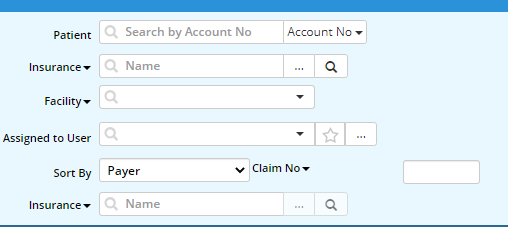 Patient Search by Account No Account No
Insurance Name ...
Facility
Assigned to User ...
Sort By Payer Claim No
Insurance Name ...